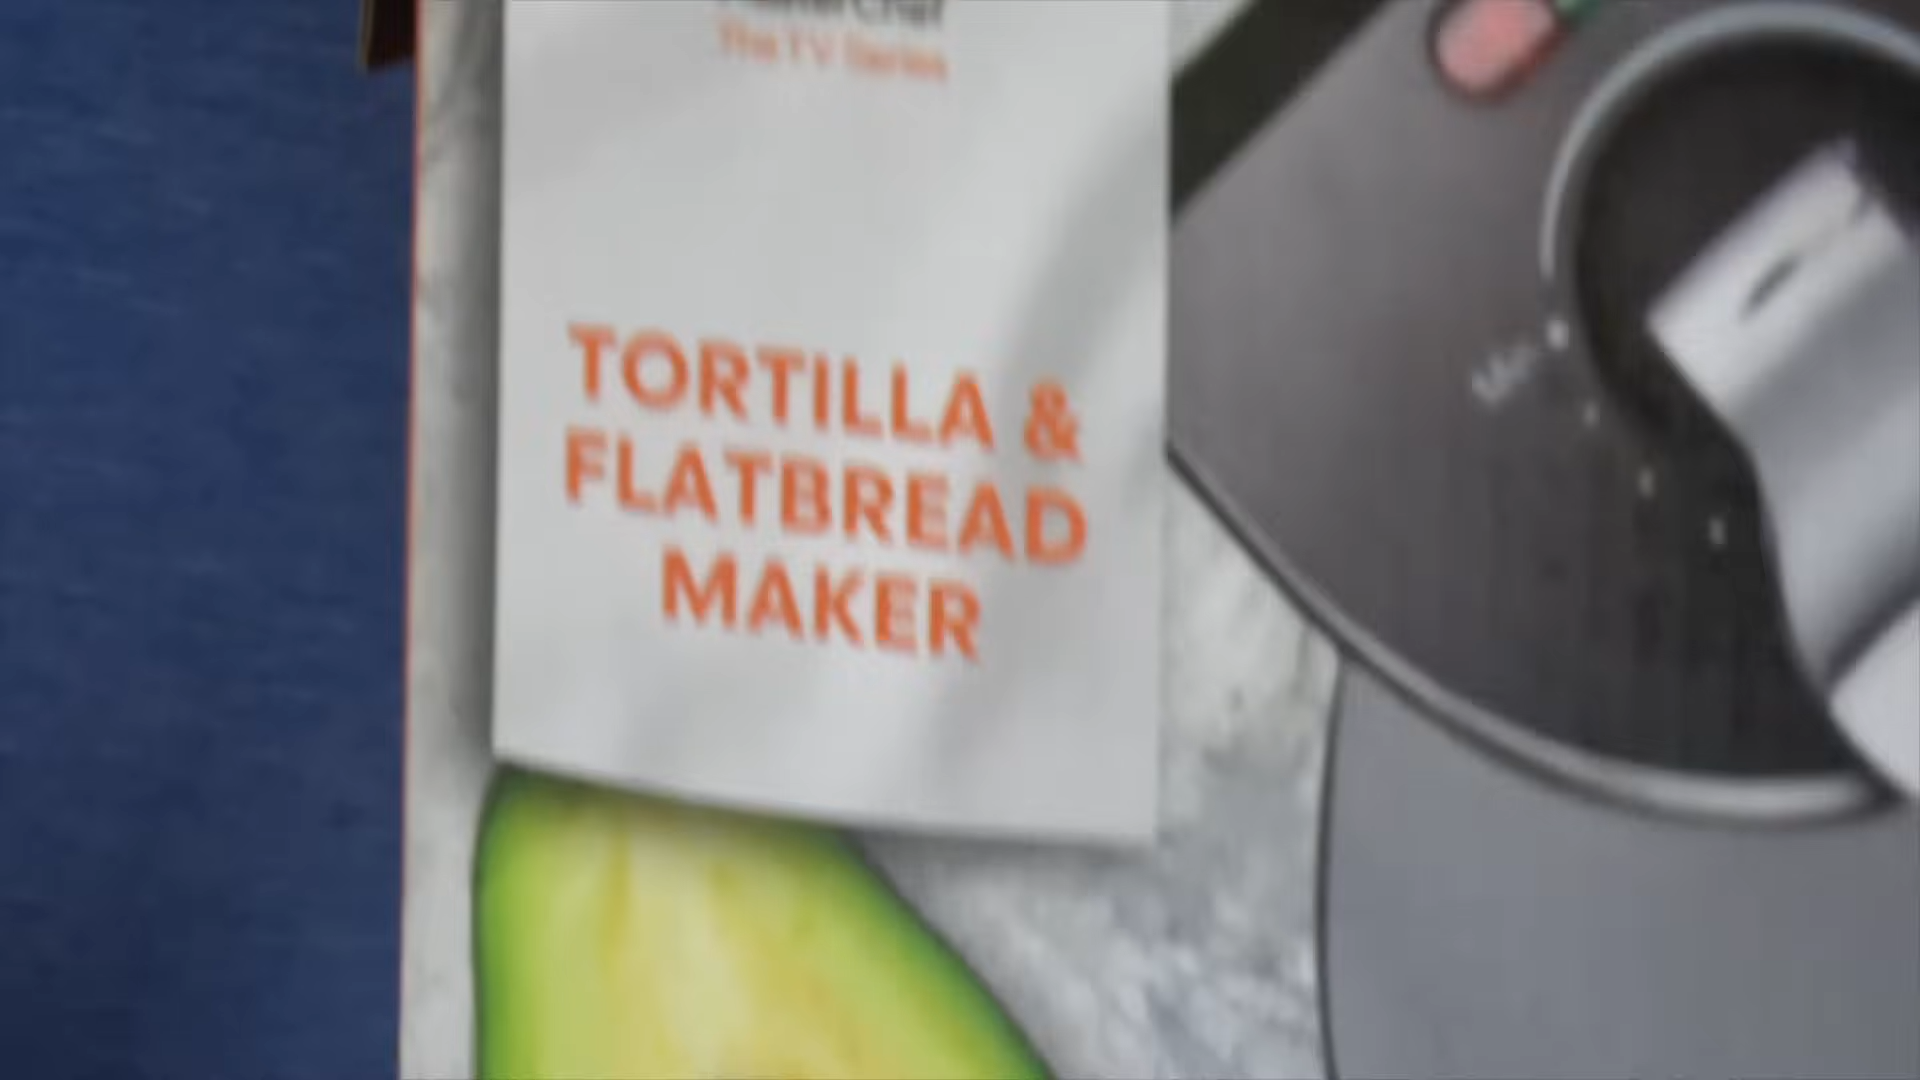 The TV Series
TORTILLA &
FLATBREAD
MAKER